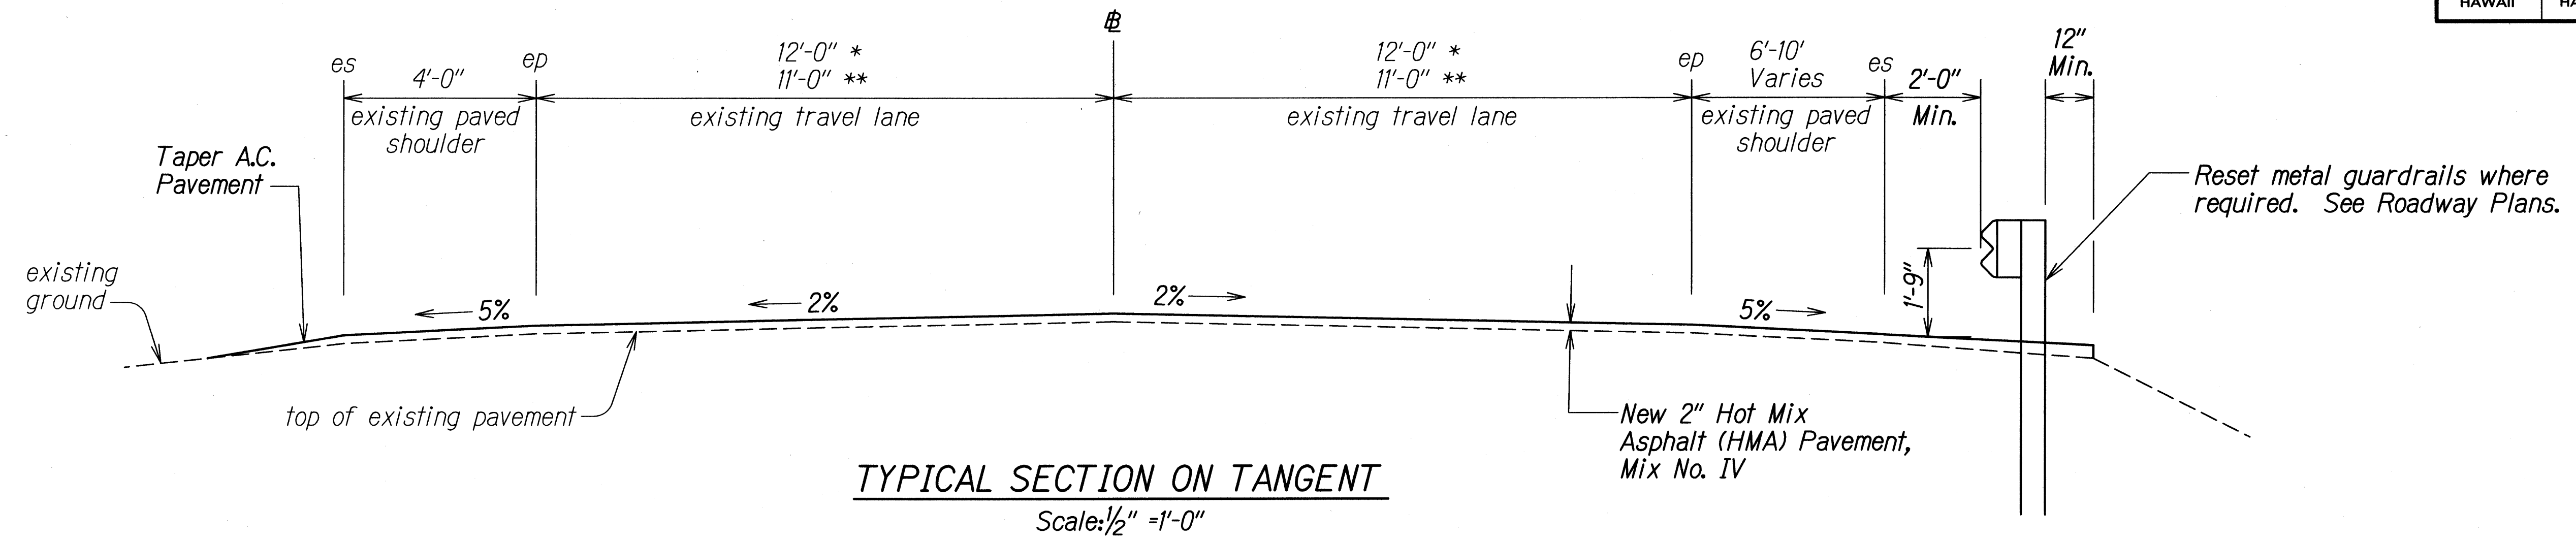 HAWAII
HA
℄
12'-0" *
11'-0" **
12'-0" *
11'-0" **
6'-10'
Varies
12"
Min.
es
4'-0"
ep
ep
es
2'-0"
Min.
existing paved
shoulder
existing travel lane
existing travel lane
existing paved
shoulder
Taper A.C.
Pavement
Reset metal guardrails where
required. See Roadway Plans.
existing
ground
5%
2%
2%
5%
1'-9"
top of existing pavement
New 2" Hot Mix
Asphalt (HMA) Pavement,
Mix No. IV
TYPICAL SECTION ON TANGENT
Scale:1/2" =1'-0"